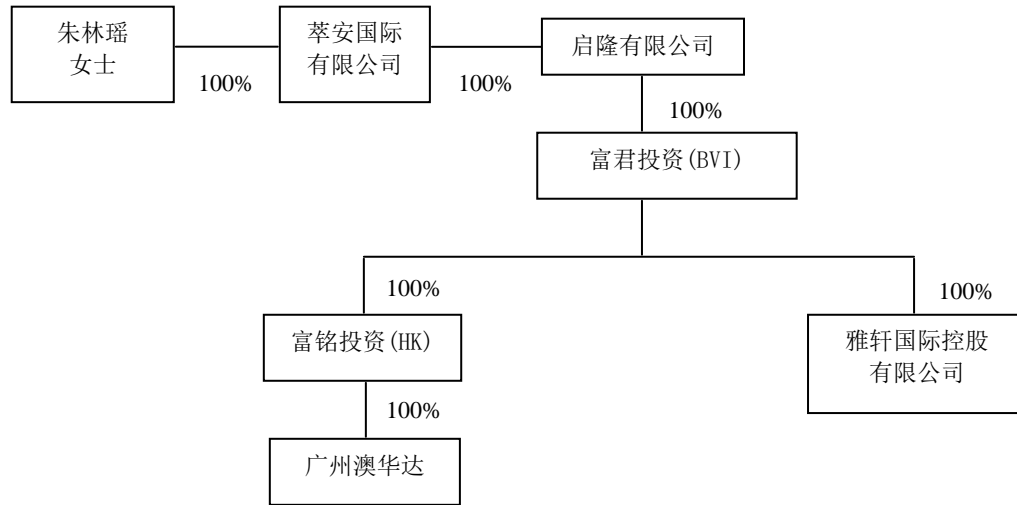 朱林瑶
女士
萃安国际
有限公司
启隆有限公司
100%
100%
100%
富君投资(BVI)
100%
100%
富铭投资(HK)
雅轩国际控股
有限公司
100%
广州澳华达